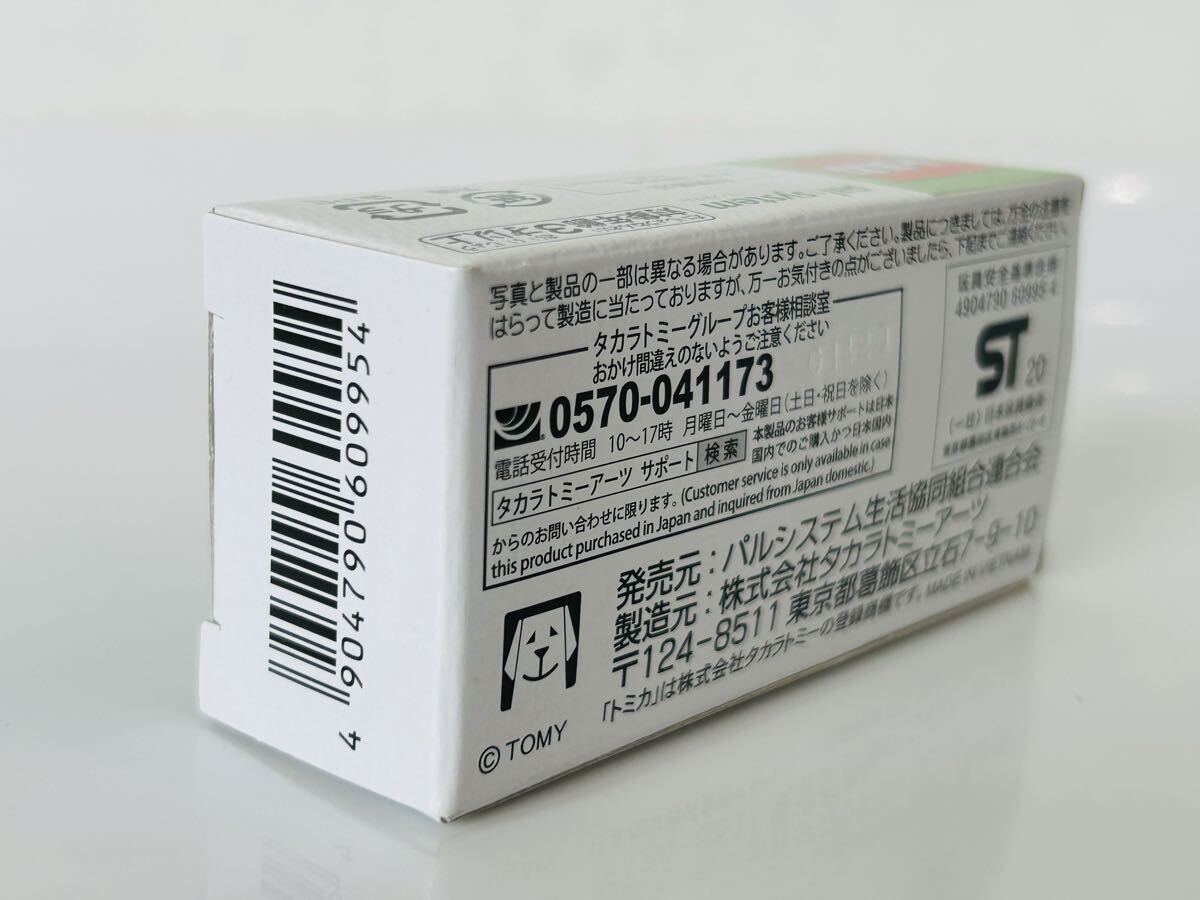 4 904790 609954
pal*system
写真と製品の一部は異なる場合があります。ご了承ください。製品につきましては、万全の注意を
はらって製造に当たっておりますが、万一お気付きの点がございましたら、下記までご連絡ください。
タカラトミーグループお客様相談室
おかけ間違えのないようご注意ください
0570-041173
電話受付時間 10〜17時 月曜日〜金曜日(土日・祝日を除く)
タカラトミーアーツ サポート 検索
本製品のお客様サポートは日本
国内でのご購入かつ日本国内
からのお問い合わせに限ります。(Customer service is only available in case
this product purchased in Japan and inquired from Japan domestic.)
玩具安全基準合格
4904790 60995 4
ST 20
(一社)日本玩具協会
発売元:パルシステム生活協同組合連合会
製造元:株式会社タカラトミーアーツ
〒124-8511 東京都葛飾区立石7-9-10
「トミカ」は株式会社タカラトミーの登録商標です。MADE IN VIETNAM
© TOMY